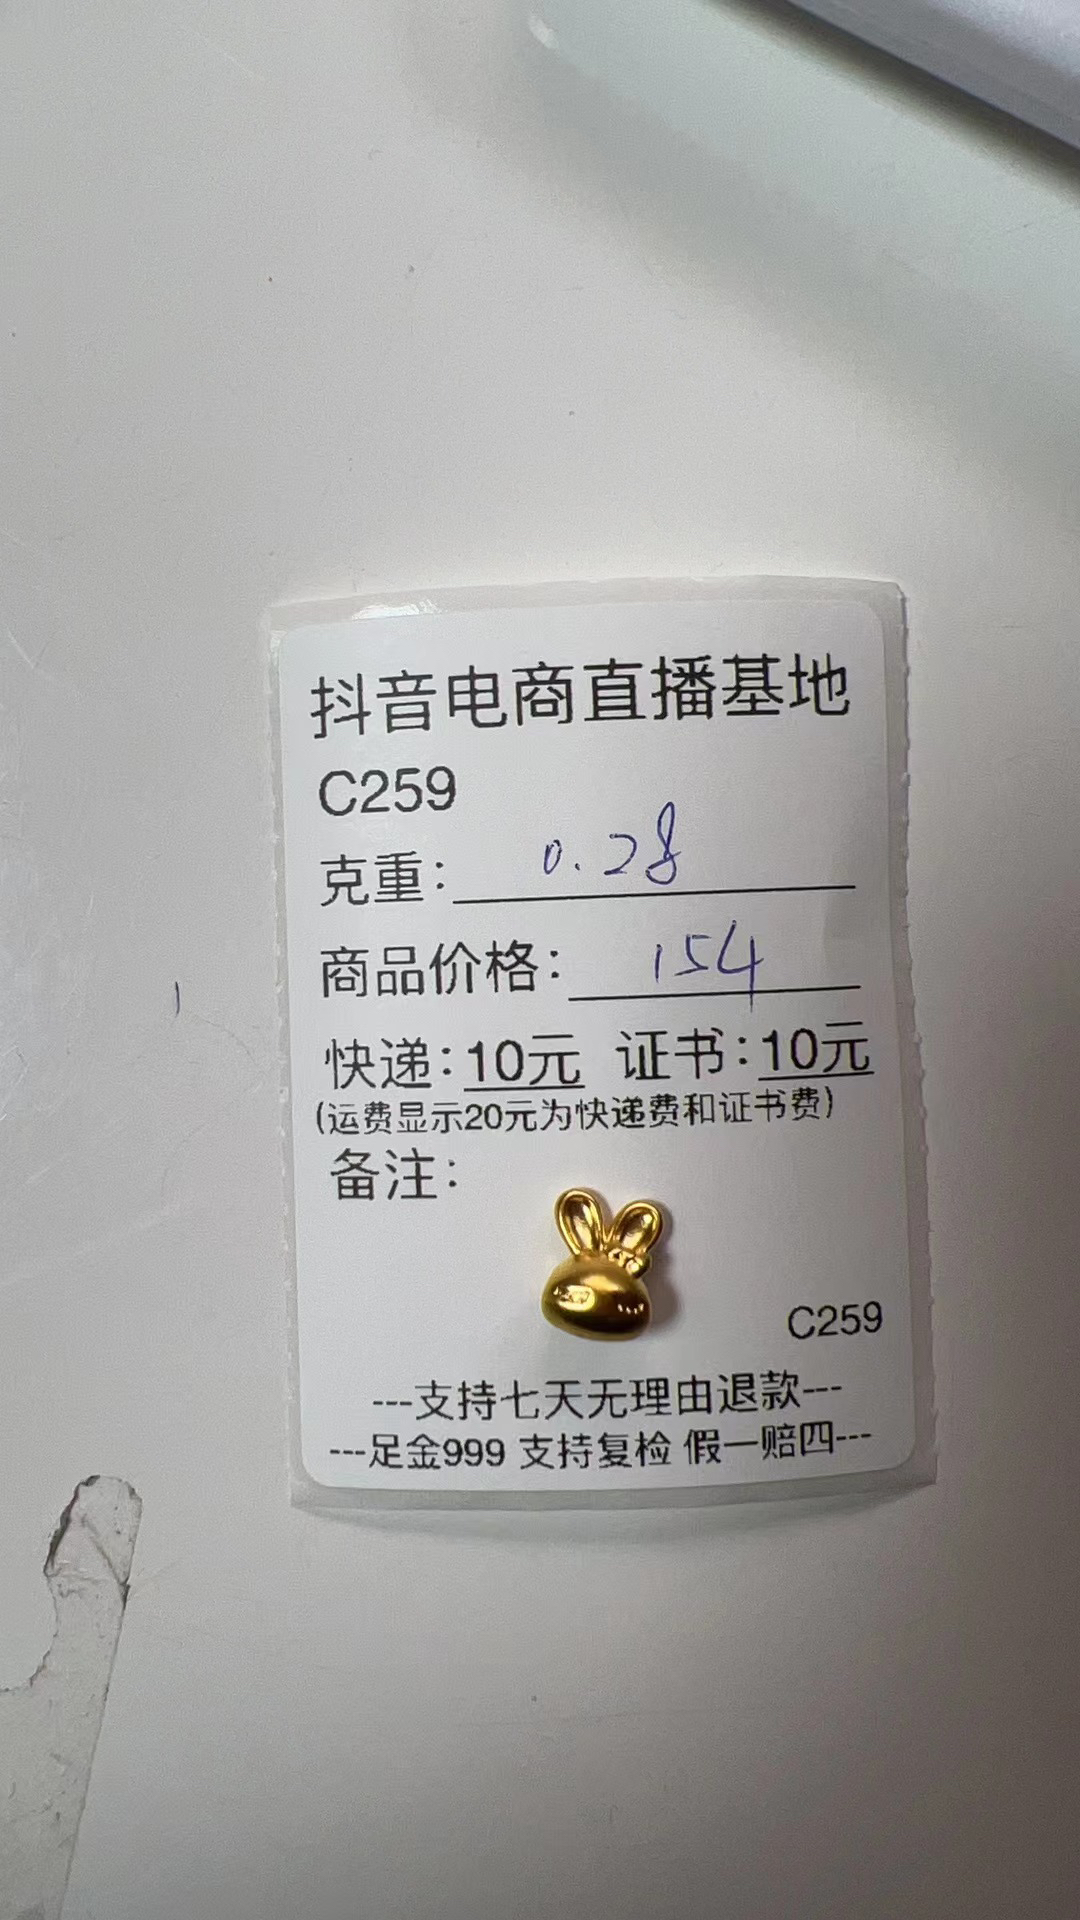 抖音电商直播基地
C259
克重: 0.28
商品价格: 154
快递:10元 证书:10元
(运费显示20元为快递费和证书费)
备注:
C259
---支持七天无理由退款---
---足金999 支持复检 假一赔四---